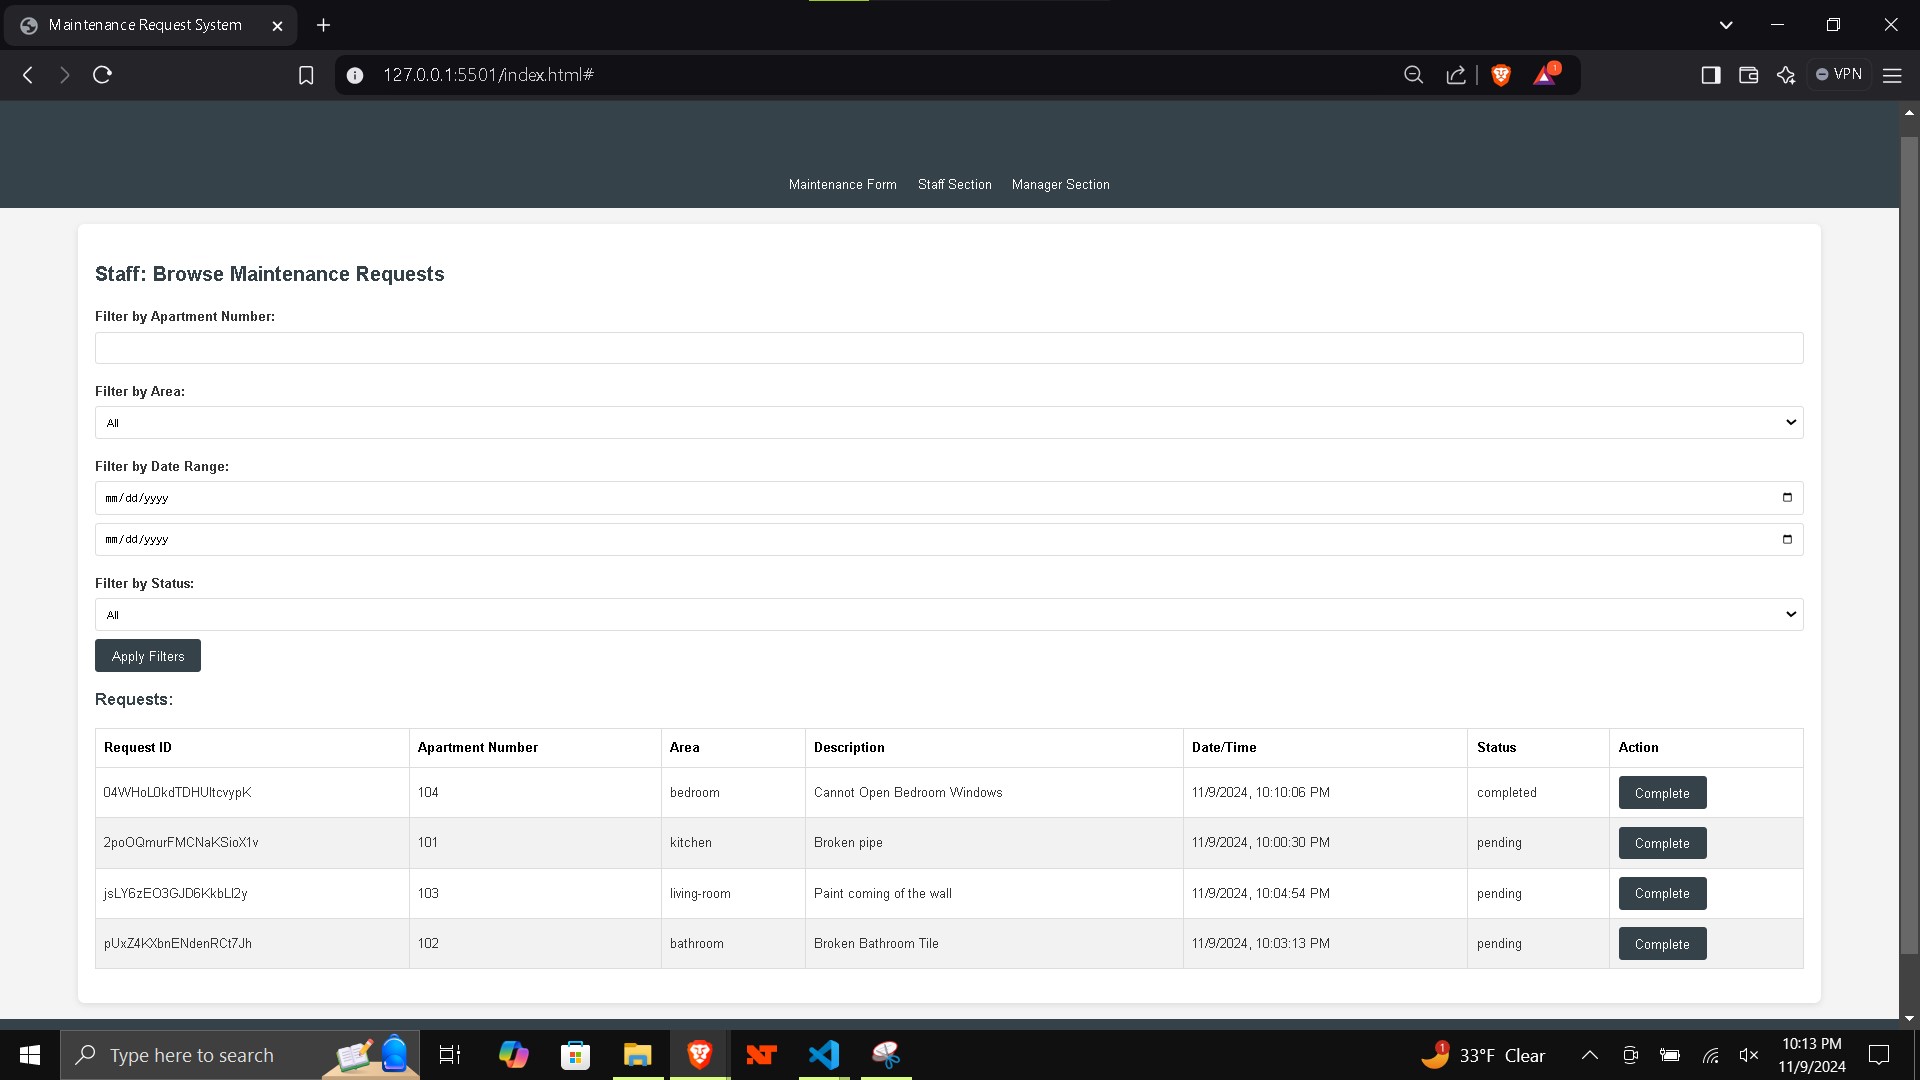 Maintenance Request System
127.0.0.1:5501/index.html#
1
VPN
Maintenance Form Staff Section Manager Section
Staff: Browse Maintenance Requests
Filter by Apartment Number:
Filter by Area:
All
Filter by Date Range:
mm/dd/yyyy
mm/dd/yyyy
Filter by Status:
All
Apply Filters
Requests:
Request ID Apartment Number Area Description Date/Time Status Action
04WHoL0kdTDHUltcvypK 104 bedroom Cannot Open Bedroom Windows 11/9/2024, 10:10:06 PM completed Complete
2poOQmurFMCNaKSioX1v 101 kitchen Broken pipe 11/9/2024, 10:00:30 PM pending Complete
jsLY6zEO3GJD6KkbLI2y 103 living-room Paint coming of the wall 11/9/2024, 10:04:54 PM pending Complete
pUxZ4KXbnENdenRCt7Jh 102 bathroom Broken Bathroom Tile 11/9/2024, 10:03:13 PM pending Complete
Type here to search
NT
1
33°F Clear
10:13 PM
11/9/2024